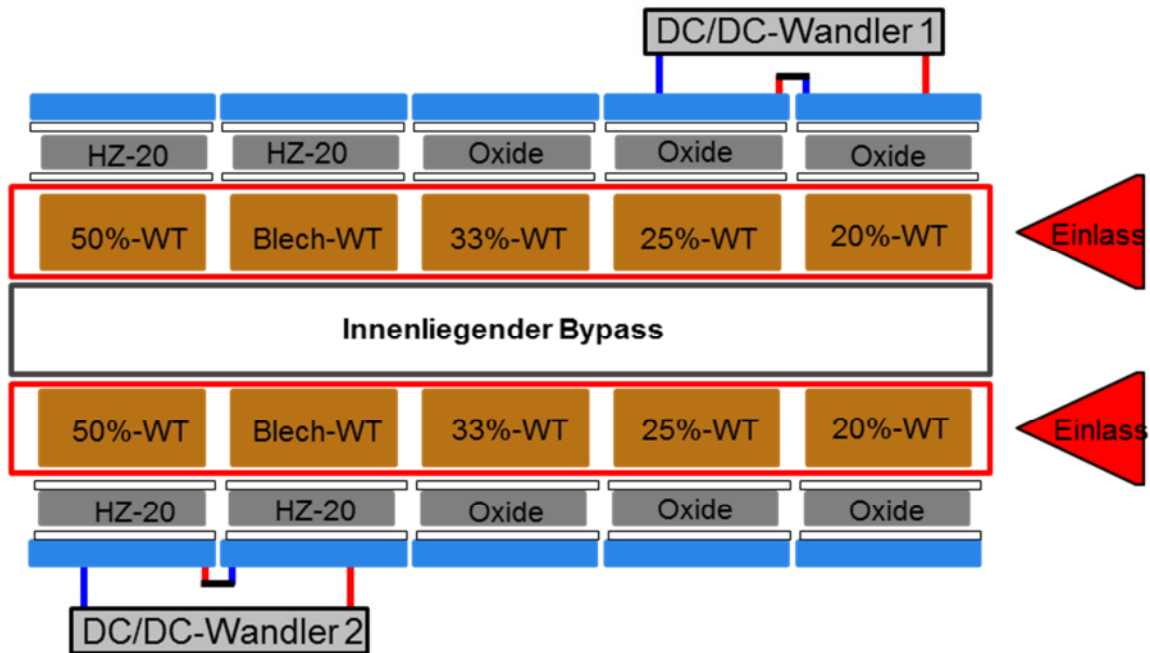 DC/DC-Wandler 1
HZ-20 HZ-20 Oxide Oxide Oxide
50%-WT Blech-WT 33%-WT 25%-WT 20%-WT Einlass
Innenliegender Bypass
50%-WT Blech-WT 33%-WT 25%-WT 20%-WT Einlass
HZ-20 HZ-20 Oxide Oxide Oxide
DC/DC-Wandler 2